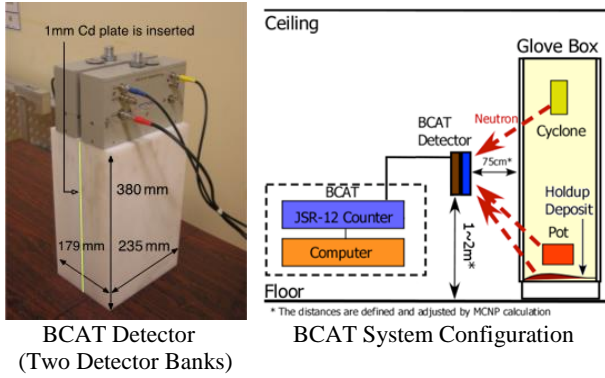 1mm Cd plate is inserted
380 mm
179 mm
235 mm
BCAT Detector
(Two Detector Banks)
Ceiling
Glove Box
BCAT
Detector
Neutron
Cyclone
75cm*
Holdup
Deposit
Pot
BCAT
JSR-12 Counter
Computer
1~2m*
Floor
* The distances are defined and adjusted by MCNP calculation
BCAT System Configuration